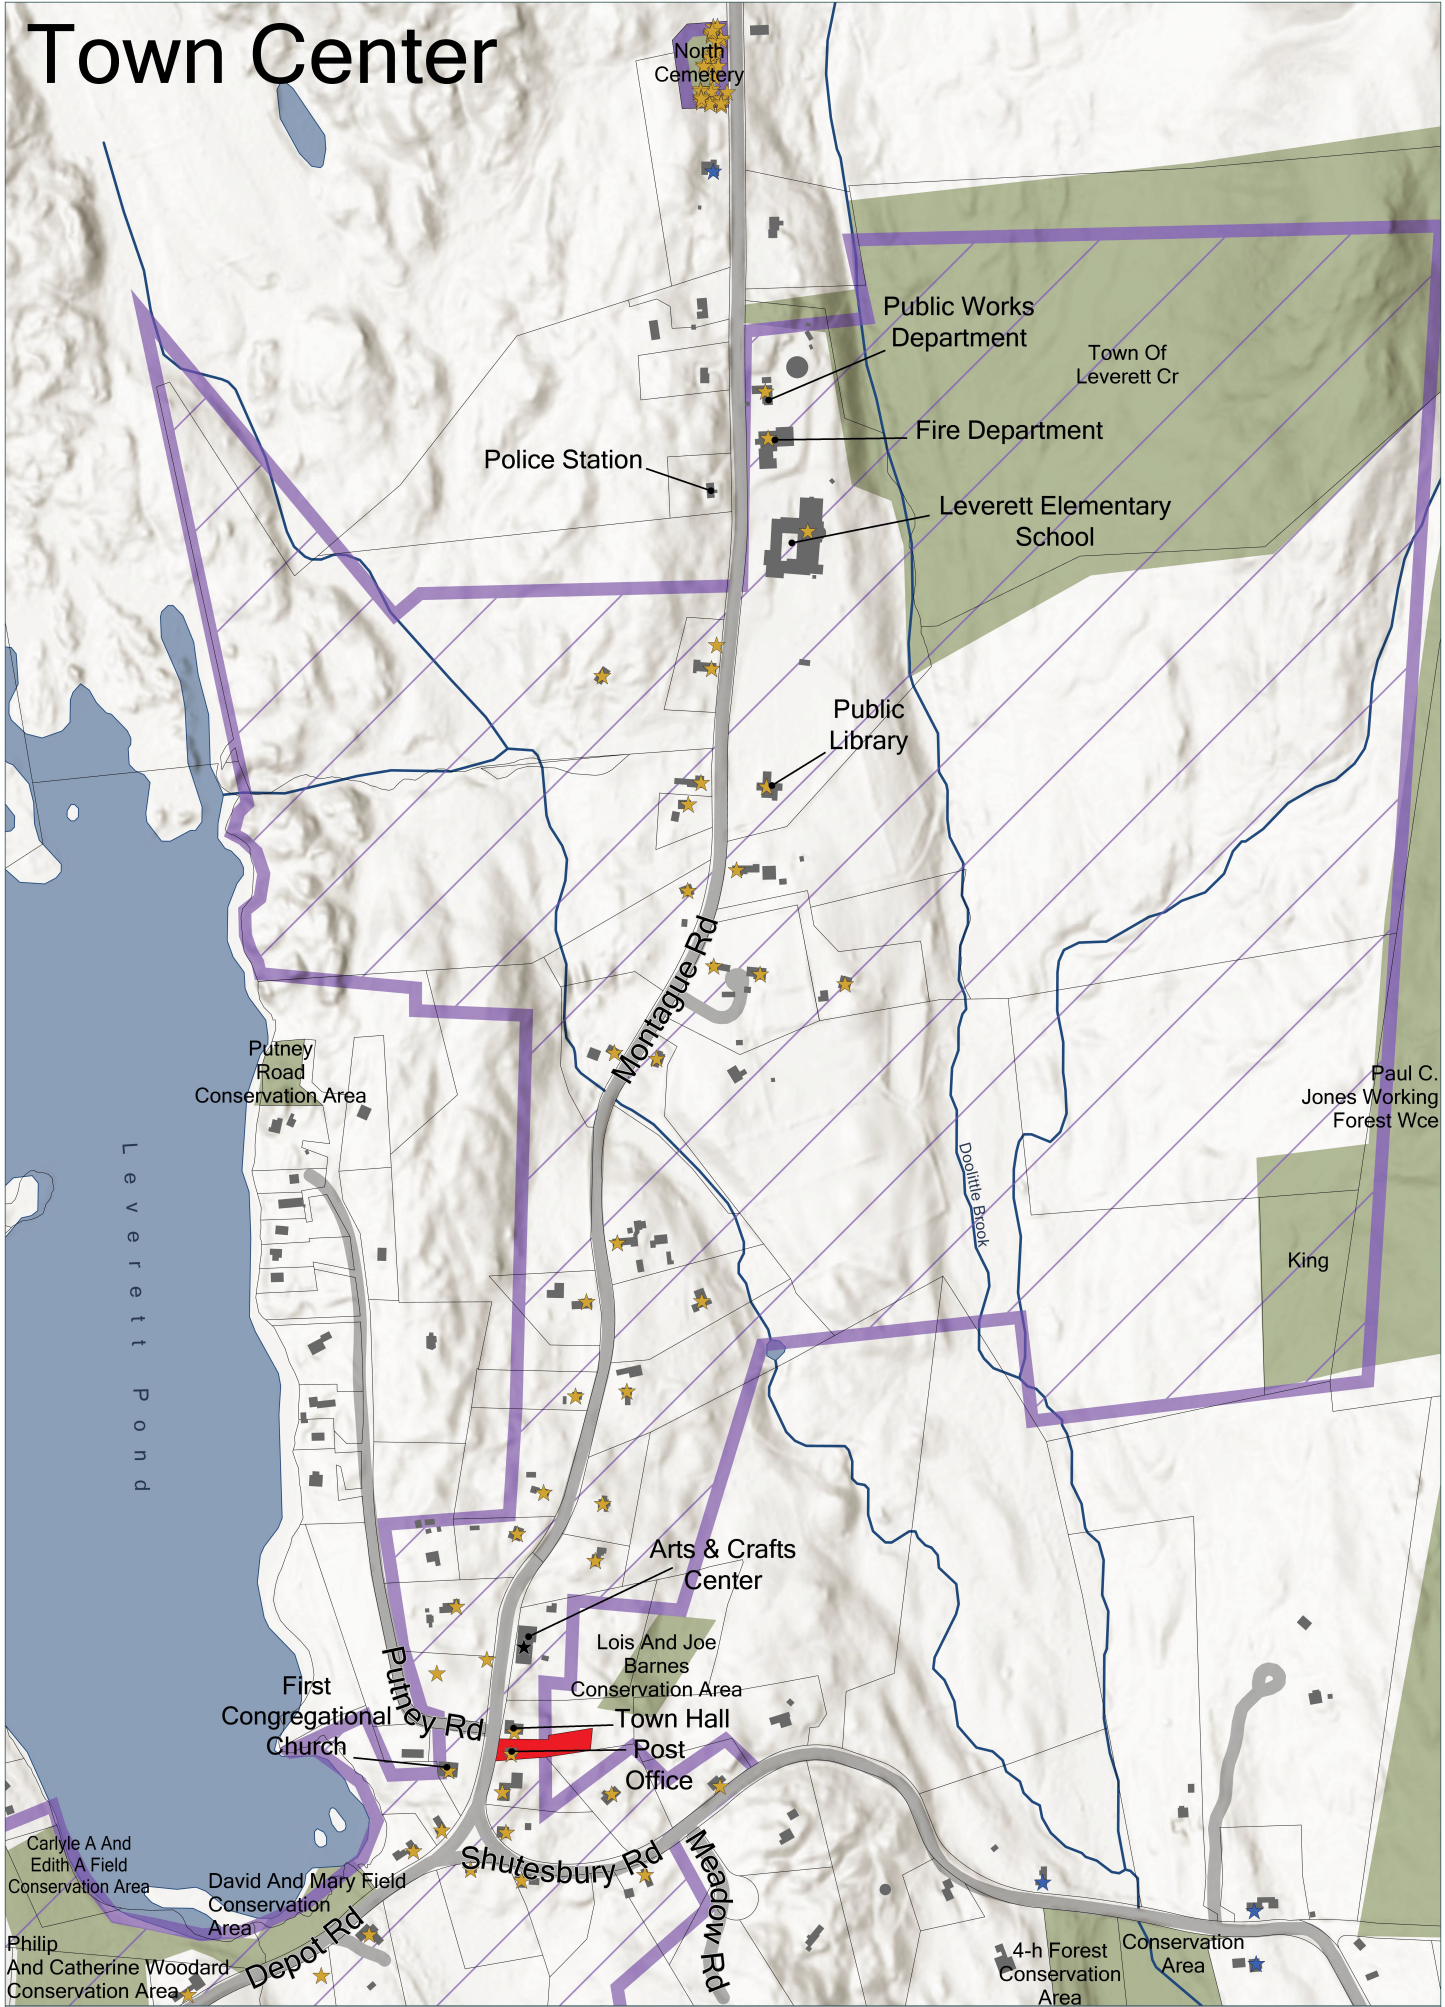 Town Center
North
Cemetery
Public Works
Department
Town Of
Leverett Cr
Fire Department
Police Station
Leverett Elementary
School
Public
Library
Montague Rd
Putney
Road
Conservation Area
Paul C.
Jones Working
Forest Wce
Leverett Pond
Doolittle Brook
King
Arts & Crafts
Center
Lois And Joe
Barnes
Conservation Area
First
Congregational
Church
Putney Rd
Town Hall
Post
Office
Carlyle A And
Edith A Field
Conservation Area
David And Mary Field
Conservation
Area
Shutesbury Rd
Meadow Rd
Depot Rd
Philip
And Catherine Woodard
Conservation Area
4-h Forest
Conservation
Area
Conservation
Area